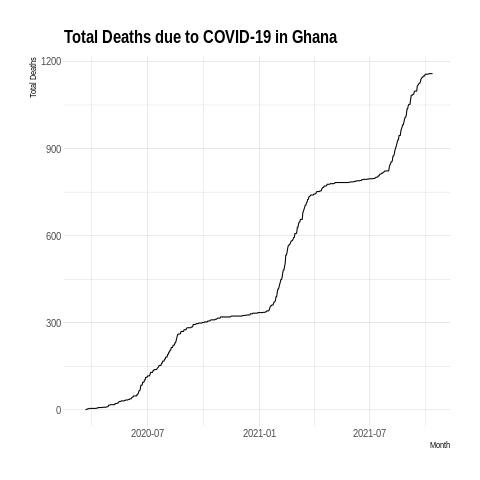 Total Deaths due to COVID-19 in Ghana
Total Deaths
1200
900
600
300
0
2020-07
2021-01
2021-07
Month